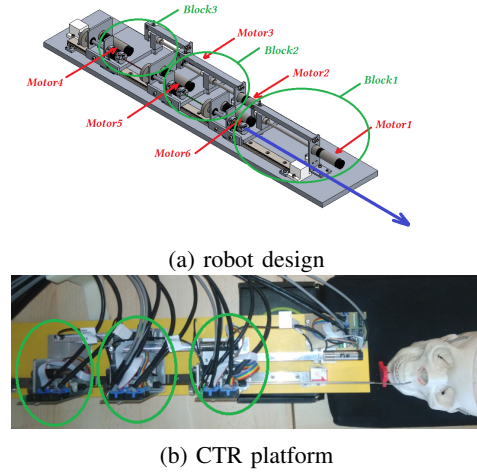 Block3
Motor3
Block2
Motor2
Block1
Motor4
Motor1
Motor5
Motor6
(a) robot design
(b) CTR platform